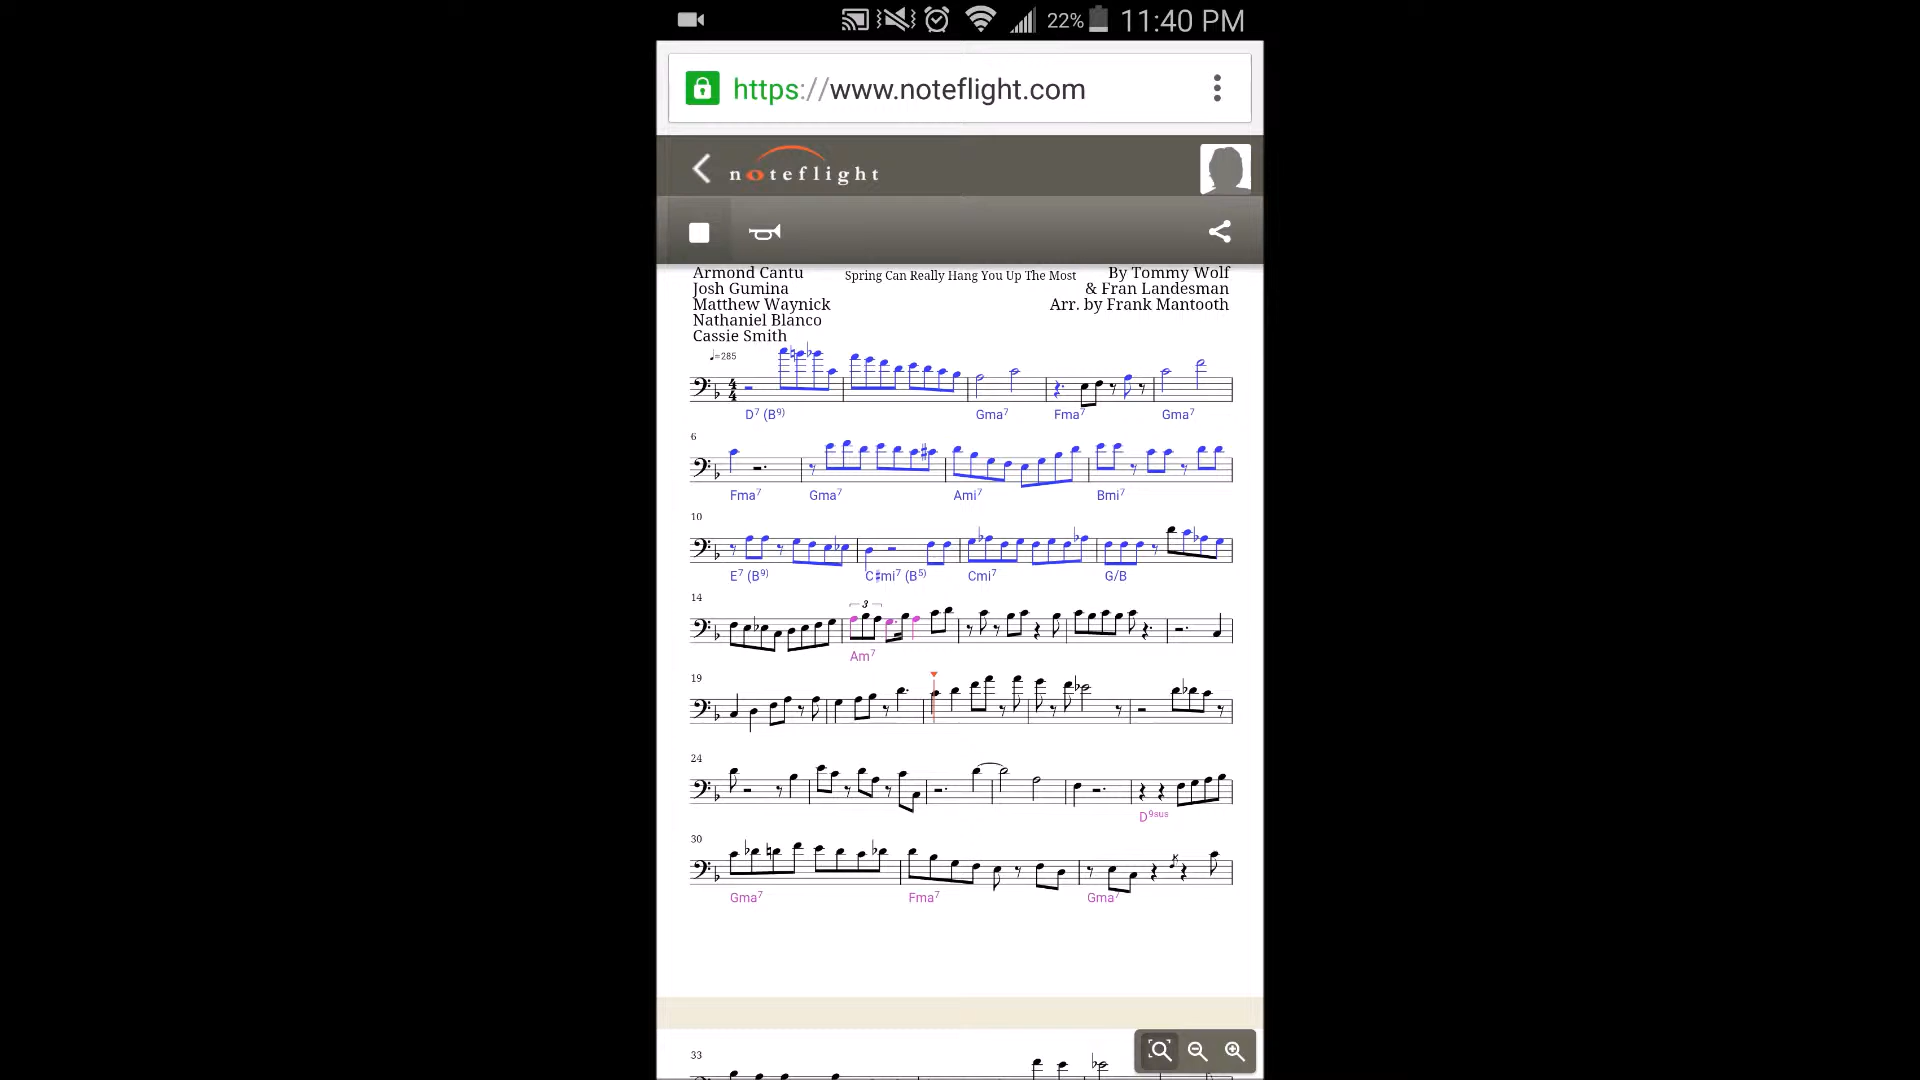 22% 11:40 PM
https://www.noteflight.com
noteflight
Armond Cantu
Josh Gumina
Matthew Waynick
Nathaniel Blanco
Cassie Smith
Spring Can Really Hang You Up The Most
By Tommy Wolf
& Fran Landesman
Arr. by Frank Mantooth
♩=285
4
4
D7 (B9) Gma7 Fma7 Gma7
6
Fma7 Gma7 Ami7 Bmi7
10
E7 (B9) C♯mi7 (B5) Cmi7 G/B
14
3
Am7
19
24
D9sus
30
Gma7 Fma7 Gma7
33